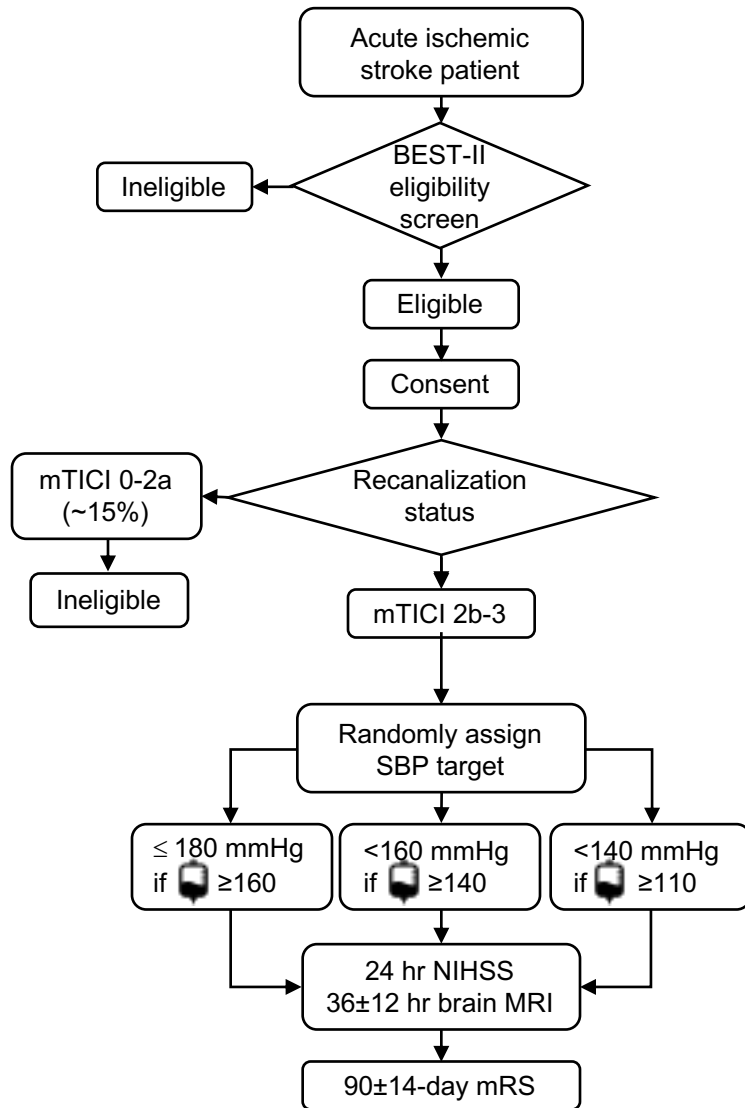 Acute ischemic
stroke patient
BEST-II
eligibility
screen
Ineligible
Eligible
Consent
Recanalization
status
mTICI 0-2a
(~15%)
Ineligible
mTICI 2b-3
Randomly assign
SBP target
≤ 180 mmHg
if ≥160
<160 mmHg
if ≥140
<140 mmHg
if ≥110
24 hr NIHSS
36±12 hr brain MRI
90±14-day mRS